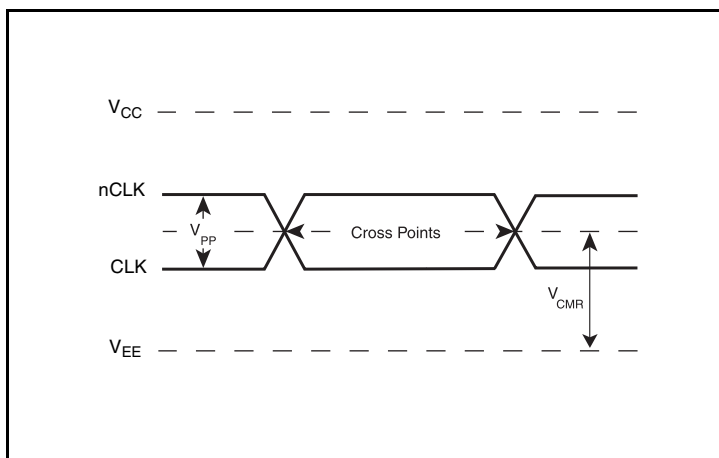 VCC
nCLK
VPP
Cross Points
CLK
VCMR
VEE